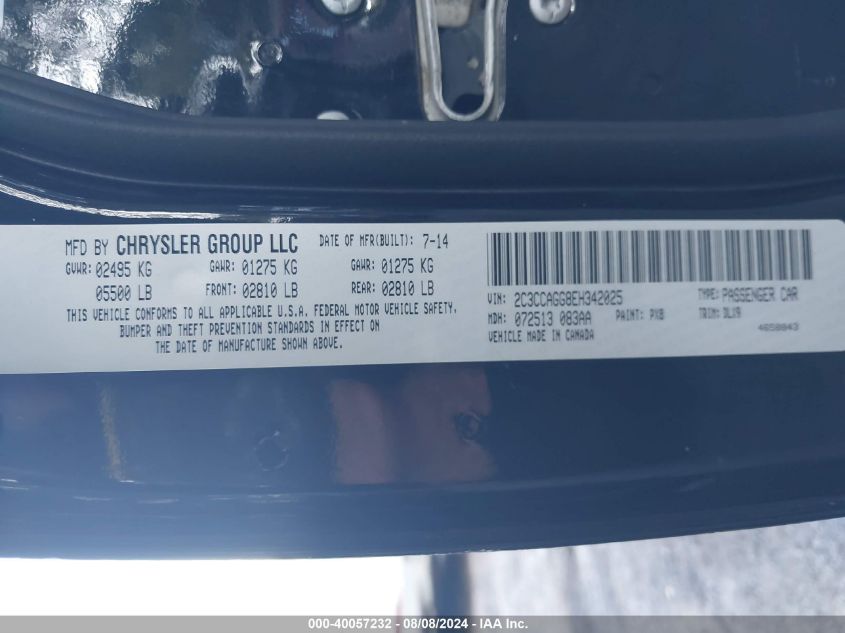 MFD BY CHRYSLER GROUP LLC DATE OF MFR(BUILT): 7-14
GVWR: 02495 KG GAWR: 01275 KG GAWR: 01275 KG
05500 LB FRONT: 02810 LB REAR: 02810 LB
THIS VEHICLE CONFORMS TO ALL APPLICABLE U.S.A. FEDERAL MOTOR VEHICLE SAFETY,
BUMPER AND THEFT PREVENTION STANDARDS IN EFFECT ON
THE DATE OF MANUFACTURE SHOWN ABOVE.
VIN: 2C3CCAGG8EH342025 TYPE: PASSENGER CAR
MDH: 072513 083AA PAINT: PX8 TRIM: DLX9
VEHICLE MADE IN CANADA 4658843
000-40057232 - 08/08/2024 - IAA Inc.